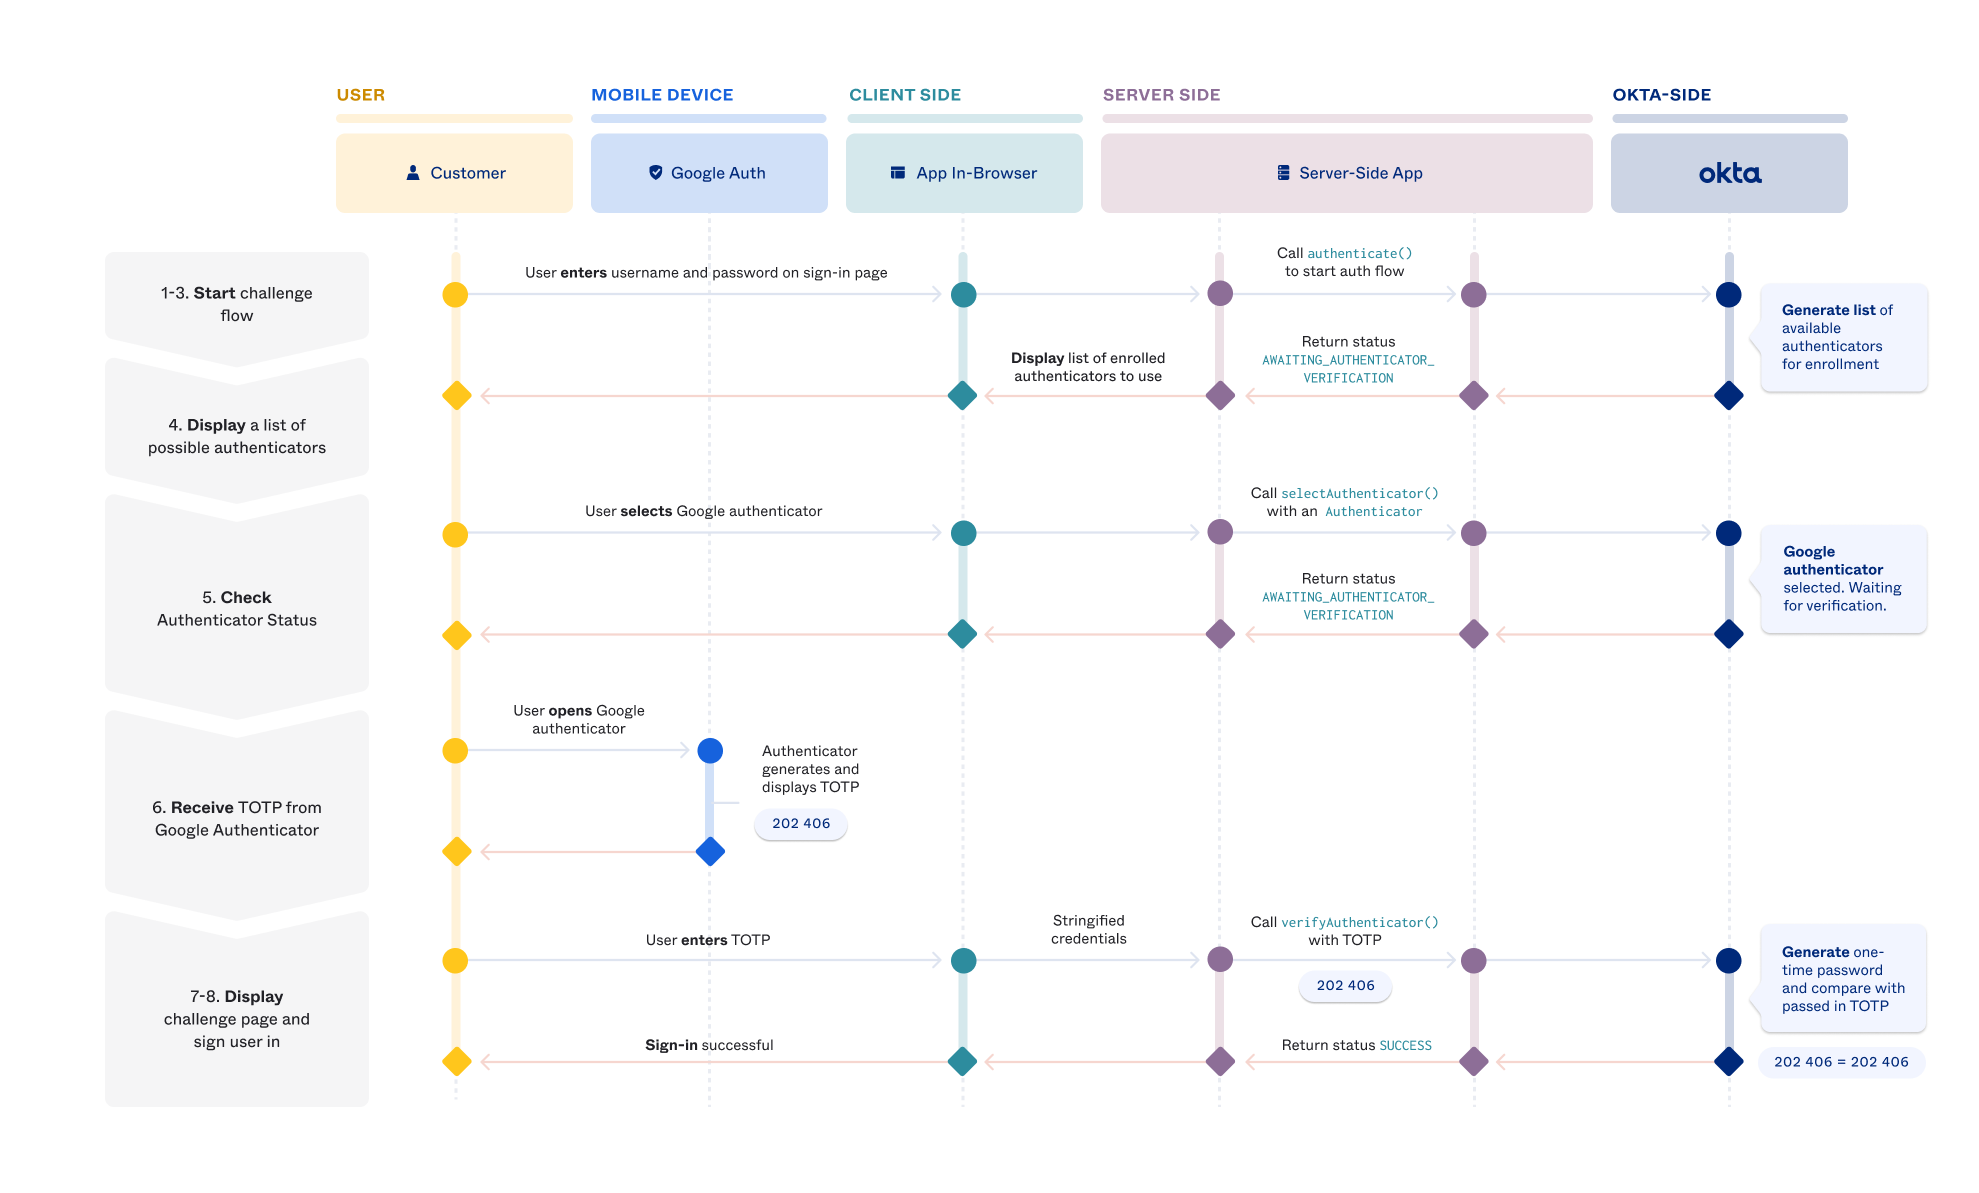 USER
MOBILE DEVICE
CLIENT SIDE
SERVER SIDE
OKTA-SIDE
Customer
Google Auth
App In-Browser
Server-Side App
okta
1-3. Start challenge
flow
User enters username and password on sign-in page
Call authenticate()
to start auth flow
Generate list of
available
authenticators
for enrollment
Display list of enrolled
authenticators to use
Return status
AWAITING_AUTHENTICATOR_
VERIFICATION
4. Display a list of
possible authenticators
User selects Google authenticator
Call selectAuthenticator()
with an Authenticator
Google
authenticator
selected. Waiting
for verification.
5. Check
Authenticator Status
Return status
AWAITING_AUTHENTICATOR_
VERIFICATION
User opens Google
authenticator
Authenticator
generates and
displays TOTP
202 406
6. Receive TOTP from
Google Authenticator
User enters TOTP
Stringified
credentials
Call verifyAuthenticator()
with TOTP
202 406
Generate one-
time password
and compare with
passed in TOTP
7-8. Display
challenge page and
sign user in
Sign-in successful
Return status SUCCESS
202 406 = 202 406